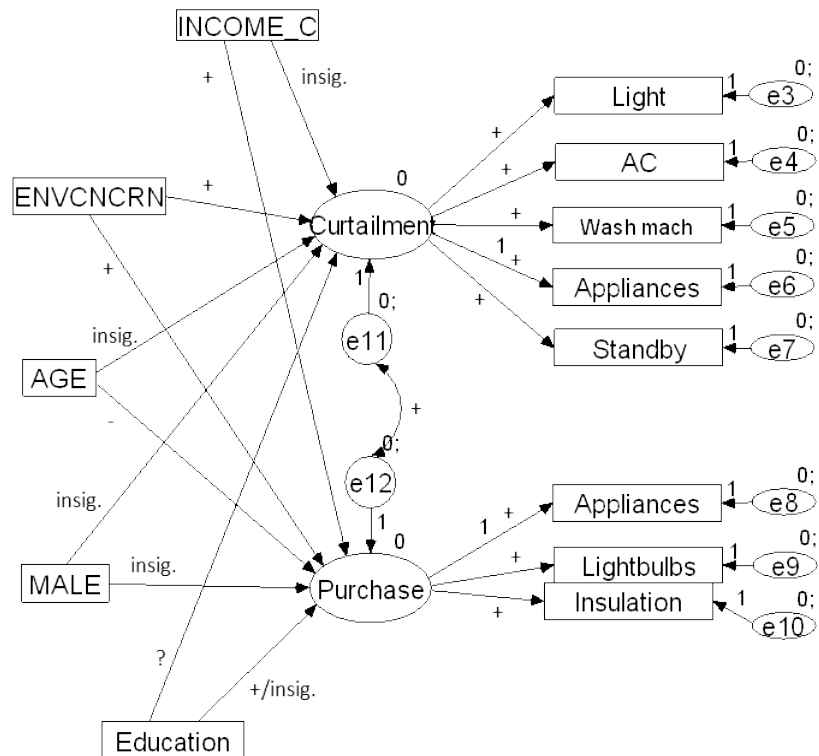 INCOME_C
+
insig.
ENVCNCRN
+
+
AGE
insig.
-
MALE
insig.
insig.
Education
?
+/insig.
0
Curtailment
1
0;
e11
+
0;
e12
1
0
Purchase
+
Light
1
0;
e3
+
AC
1
0;
e4
+
Wash mach
1
0;
e5
1
+
Appliances
1
0;
e6
+
Standby
1
0;
e7
1
+
Appliances
1
0;
e8
+
Lightbulbs
1
0;
e9
+
Insulation
1
0;
e10